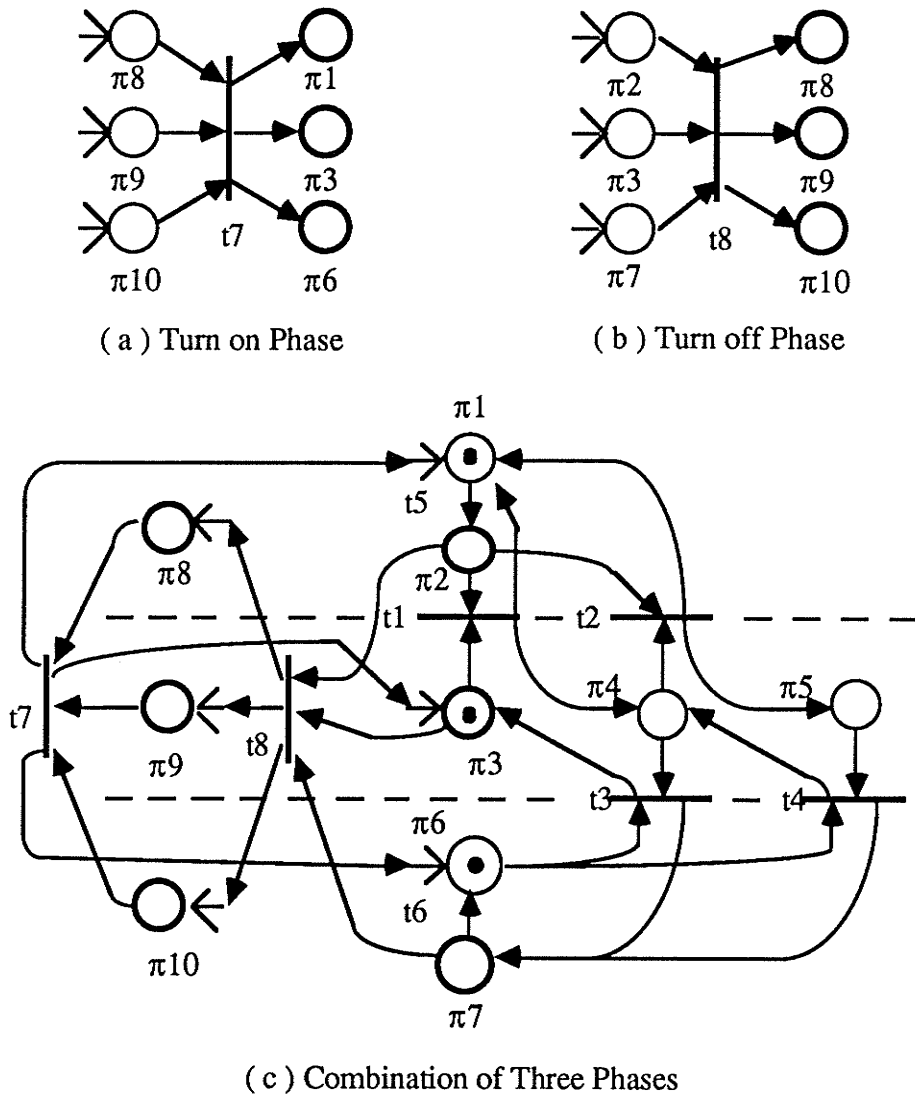 π8 π1 π2 π8
π9 π3 π3 π9
t7 t8
π10 π6 π7 π10
( a ) Turn on Phase ( b ) Turn off Phase
π1
t5
π8 π2
t1 t2
π4 π5
t7 t8
π9 π3
t3 t4
π6
t6
π10
π7
( c ) Combination of Three Phases